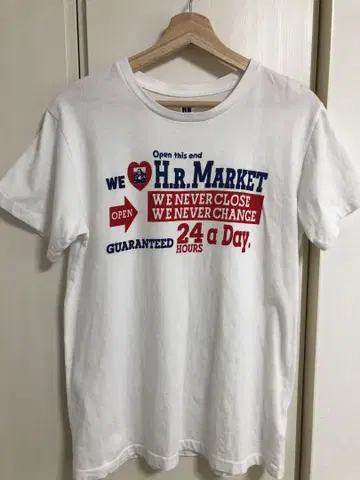 Open this end
WE H.R.MARKET
OPEN
WE NEVER CLOSE
WE NEVER CHANGE
GUARANTEED 24 HOURS a Day.